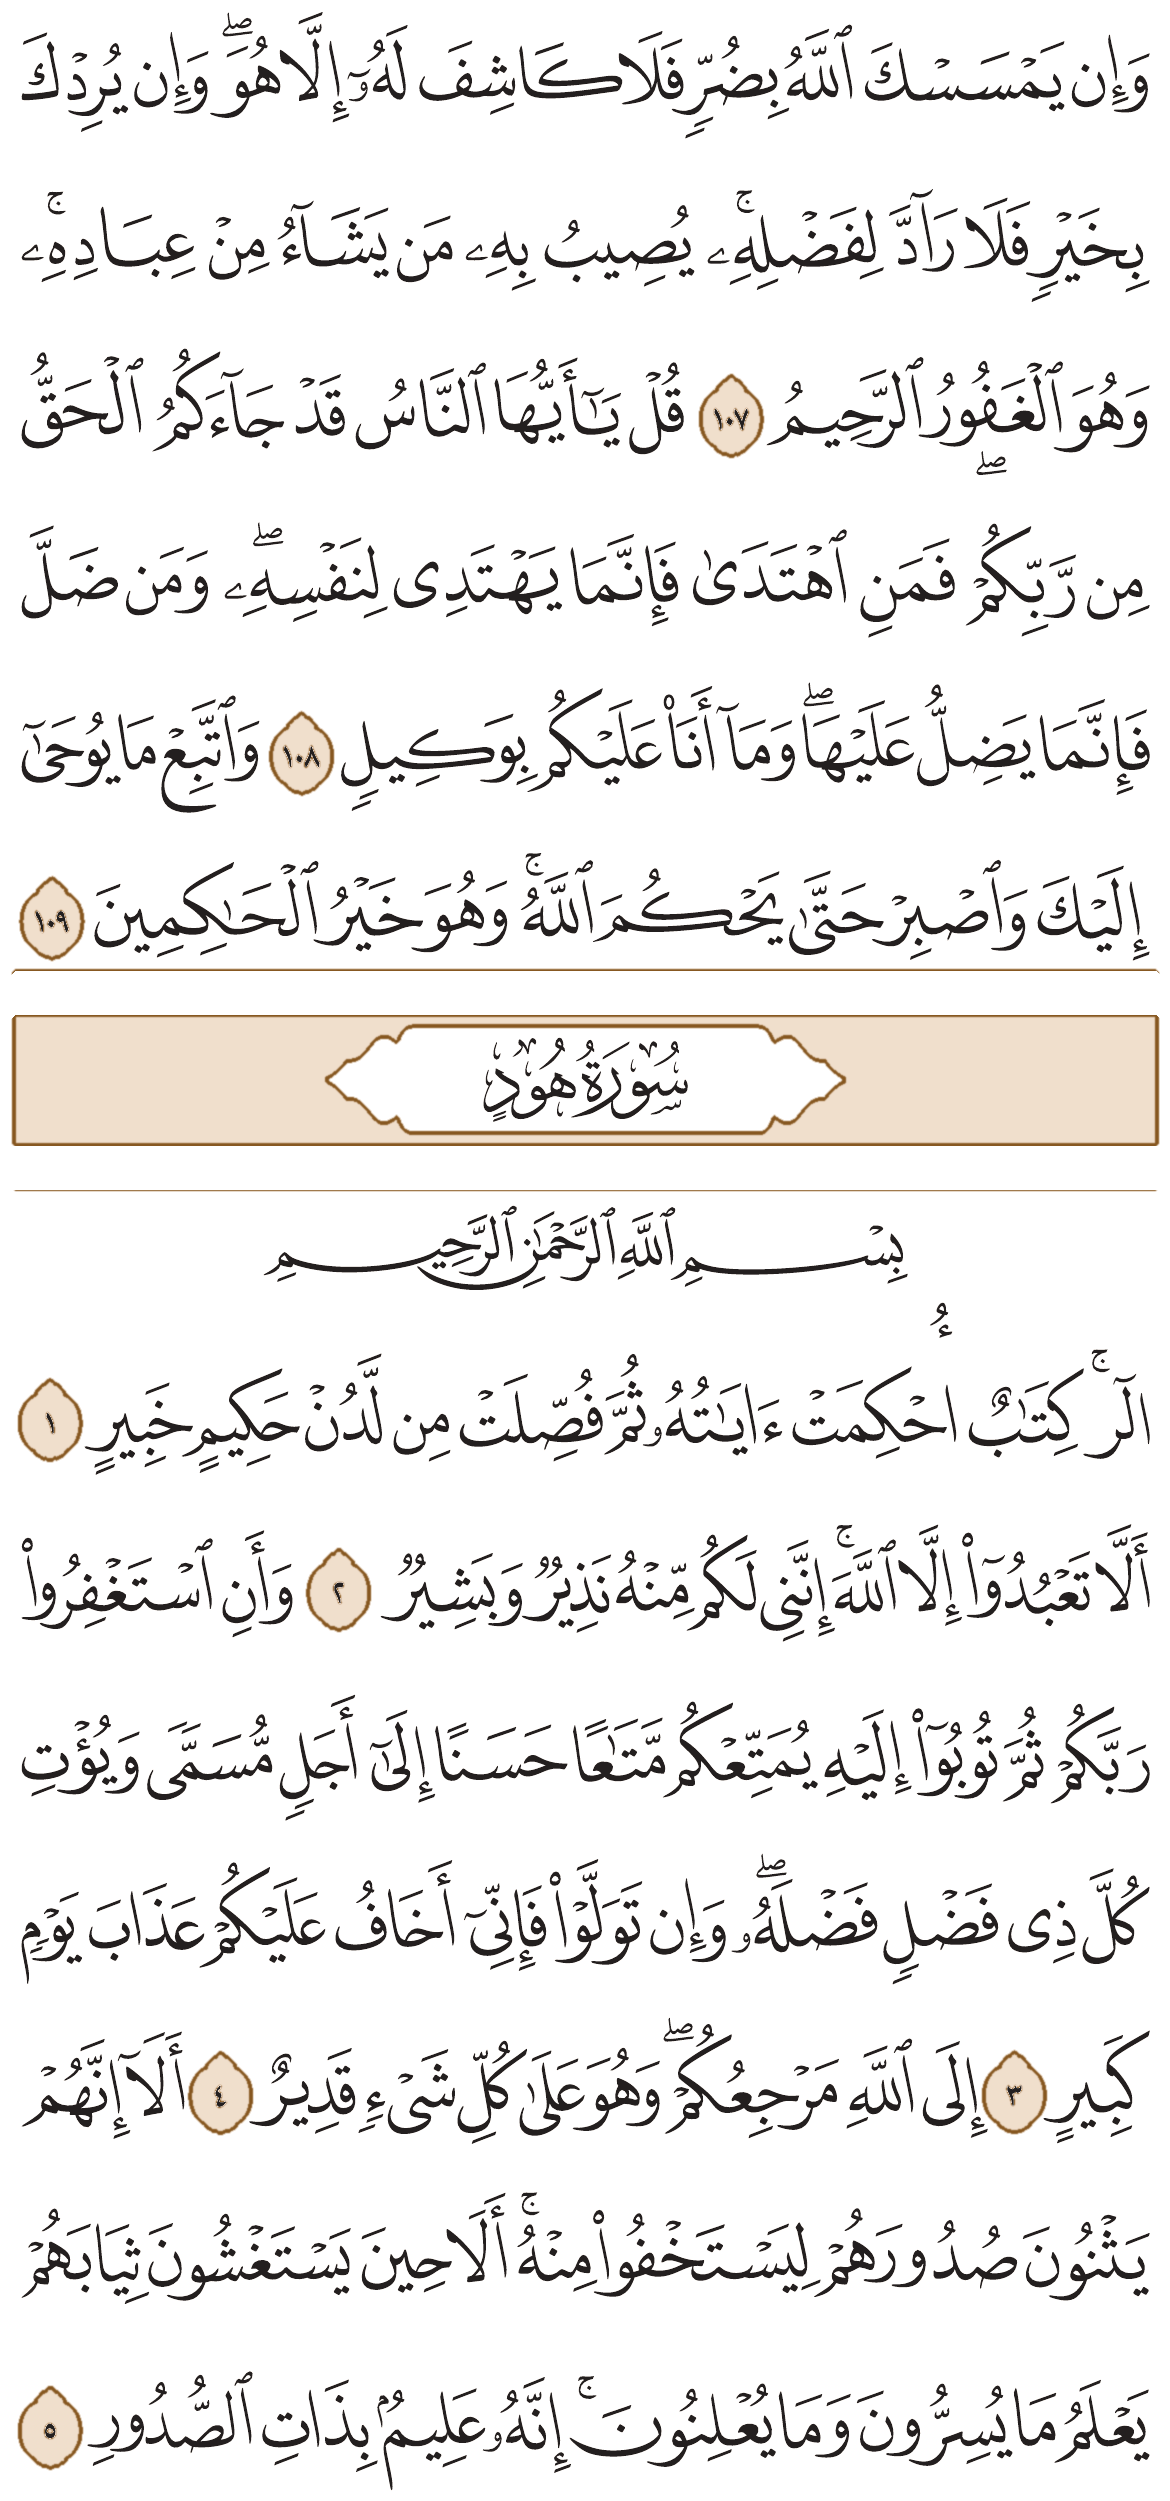 وَإِن يَمْسَسْكَ ٱللَّهُ بِضُرٍّ فَلَا كَاشِفَ لَهُۥٓ إِلَّا هُوَۖ وَإِن يُرِدْكَ
بِخَيْرٍ فَلَا رَآدَّ لِفَضْلِهِۦۚ يُصِيبُ بِهِۦ مَن يَشَآءُ مِنْ عِبَادِهِۦۚ
وَهُوَ ٱلْغَفُورُ ٱلرَّحِيمُ ١٠٧ قُلْ يَٰٓأَيُّهَا ٱلنَّاسُ قَدْ جَآءَكُمُ ٱلْحَقُّ
مِن رَّبِّكُمْۖ فَمَنِ ٱهْتَدَىٰ فَإِنَّمَا يَهْتَدِى لِنَفْسِهِۦۖ وَمَن ضَلَّ
فَإِنَّمَا يَضِلُّ عَلَيْهَاۖ وَمَآ أَنَا۠ عَلَيْكُم بِوَكِيلٍ ١٠٨ وَٱتَّبِعْ مَا يُوحَىٰٓ
إِلَيْكَ وَٱصْبِرْ حَتَّىٰ يَحْكُمَ ٱللَّهُۚ وَهُوَ خَيْرُ ٱلْحَٰكِمِينَ ١٠٩
سُورَةُ هُودٍ
بِسْمِ ٱللَّهِ ٱلرَّحْمَٰنِ ٱلرَّحِيمِ
الٓرۚ كِتَٰبٌ أُحْكِمَتْ ءَايَٰتُهُۥ ثُمَّ فُصِّلَتْ مِن لَّدُنْ حَكِيمٍ خَبِيرٍ ١
أَلَّا تَعْبُدُوٓا۟ إِلَّا ٱللَّهَۚ إِنَّنِى لَكُم مِّنْهُ نَذِيرٌ وَبَشِيرٌ ٢ وَأَنِ ٱسْتَغْفِرُوا۟
رَبَّكُمْ ثُمَّ تُوبُوٓا۟ إِلَيْهِ يُمَتِّعْكُم مَّتَٰعًا حَسَنًا إِلَىٰٓ أَجَلٍ مُّسَمًّى وَيُؤْتِ
كُلَّ ذِى فَضْلٍ فَضْلَهُۥۖ وَإِن تَوَلَّوْا۟ فَإِنِّىٓ أَخَافُ عَلَيْكُمْ عَذَابَ يَوْمٍ
كَبِيرٍ ٣ إِلَى ٱللَّهِ مَرْجِعُكُمْۖ وَهُوَ عَلَىٰ كُلِّ شَىْءٍ قَدِيرٌ ٤ أَلَآ إِنَّهُمْ
يَثْنُونَ صُدُورَهُمْ لِيَسْتَخْفُوا۟ مِنْهُۚ أَلَا حِينَ يَسْتَغْشُونَ ثِيَابَهُمْ
يَعْلَمُ مَا يُسِرُّونَ وَمَا يُعْلِنُونَۚ إِنَّهُۥ عَلِيمٌۢ بِذَاتِ ٱلصُّدُورِ ٥